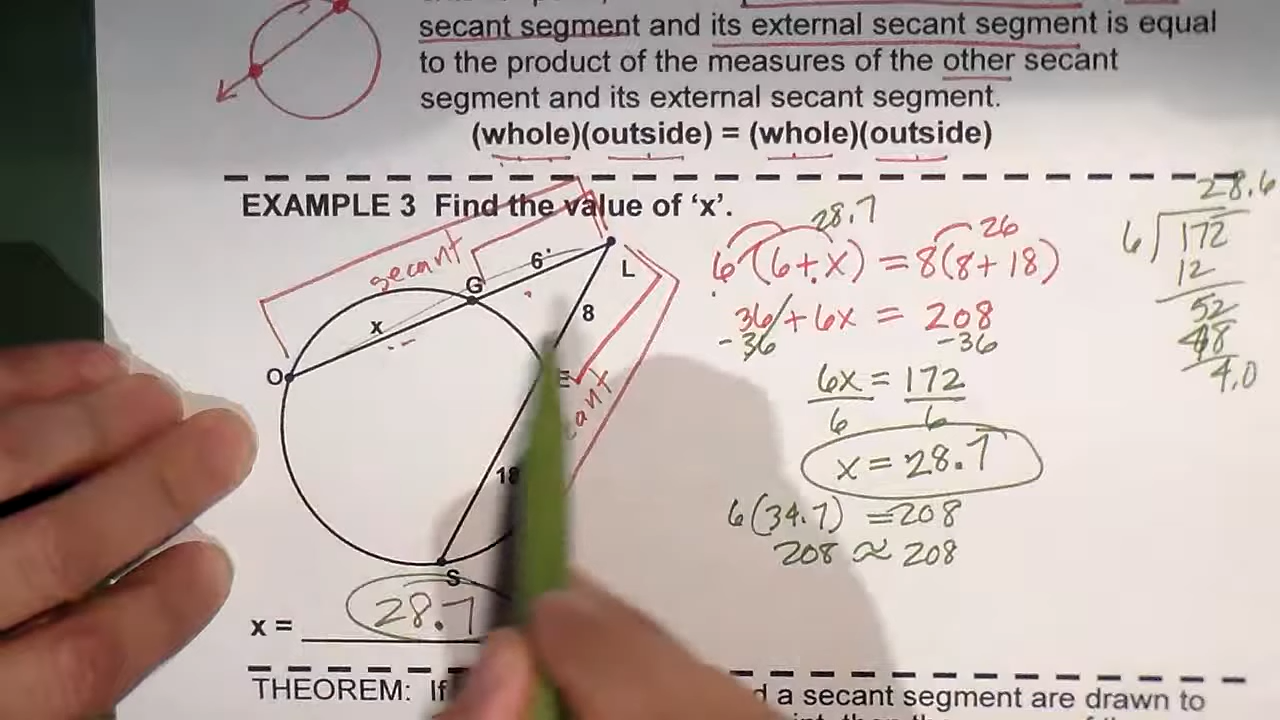 secant segment and its external secant segment is equal
to the product of the measures of the other secant
segment and its external secant segment.
(whole)(outside) = (whole)(outside)
EXAMPLE 3 Find the value of ‘x’.
secant
O
x
G
6
L
8
E
18
S
28.7
26
6(6+x) = 8(8+18)
36+6x = 208
-36 -36
6x = 172
6 6
x = 28.7
6(34.7) = 208
208 ≈ 208
28.6
6 172
12
52
48
4.0
x = 28.7
THEOREM: If
a secant segment are drawn to